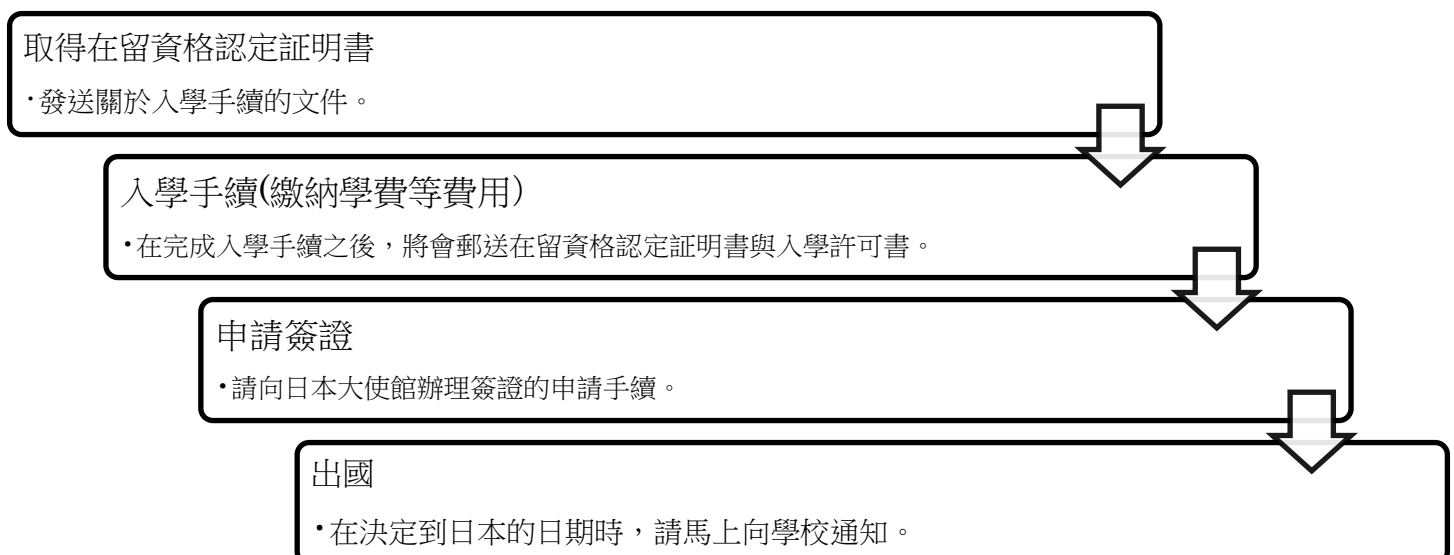 取得在留資格認定証明書
・發送關於入學手續的文件。
入學手續(繳納學費等費用)
・在完成入學手續之後，將會郵送在留資格認定証明書與入學許可書。
申請簽證
・請向日本大使館辦理簽證的申請手續。
出國
・在決定到日本的日期時，請馬上向學校通知。